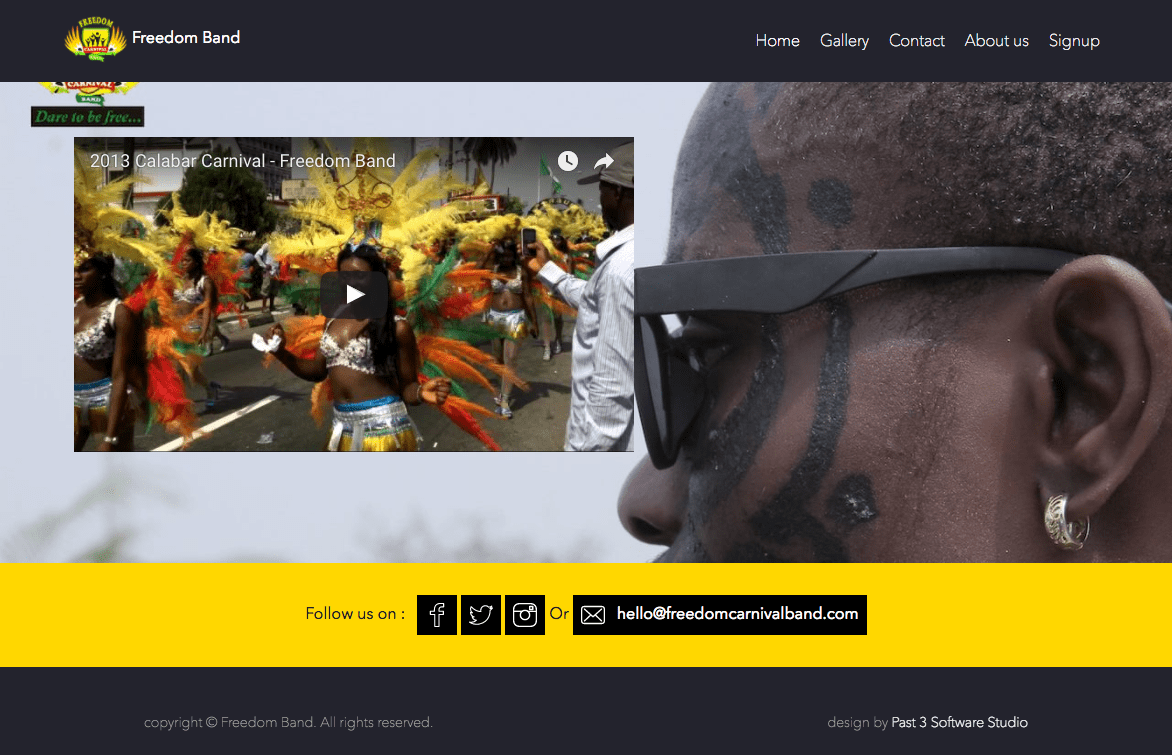 FREEDOM
CARNIVAL
Freedom Band
Home Gallery Contact About us Signup
CARNIVAL
BAND
Dare to be free...
2013 Calabar Carnival - Freedom Band
Follow us on : Or hello@freedomcarnivalband.com
copyright © Freedom Band. All rights reserved.
design by Past 3 Software Studio